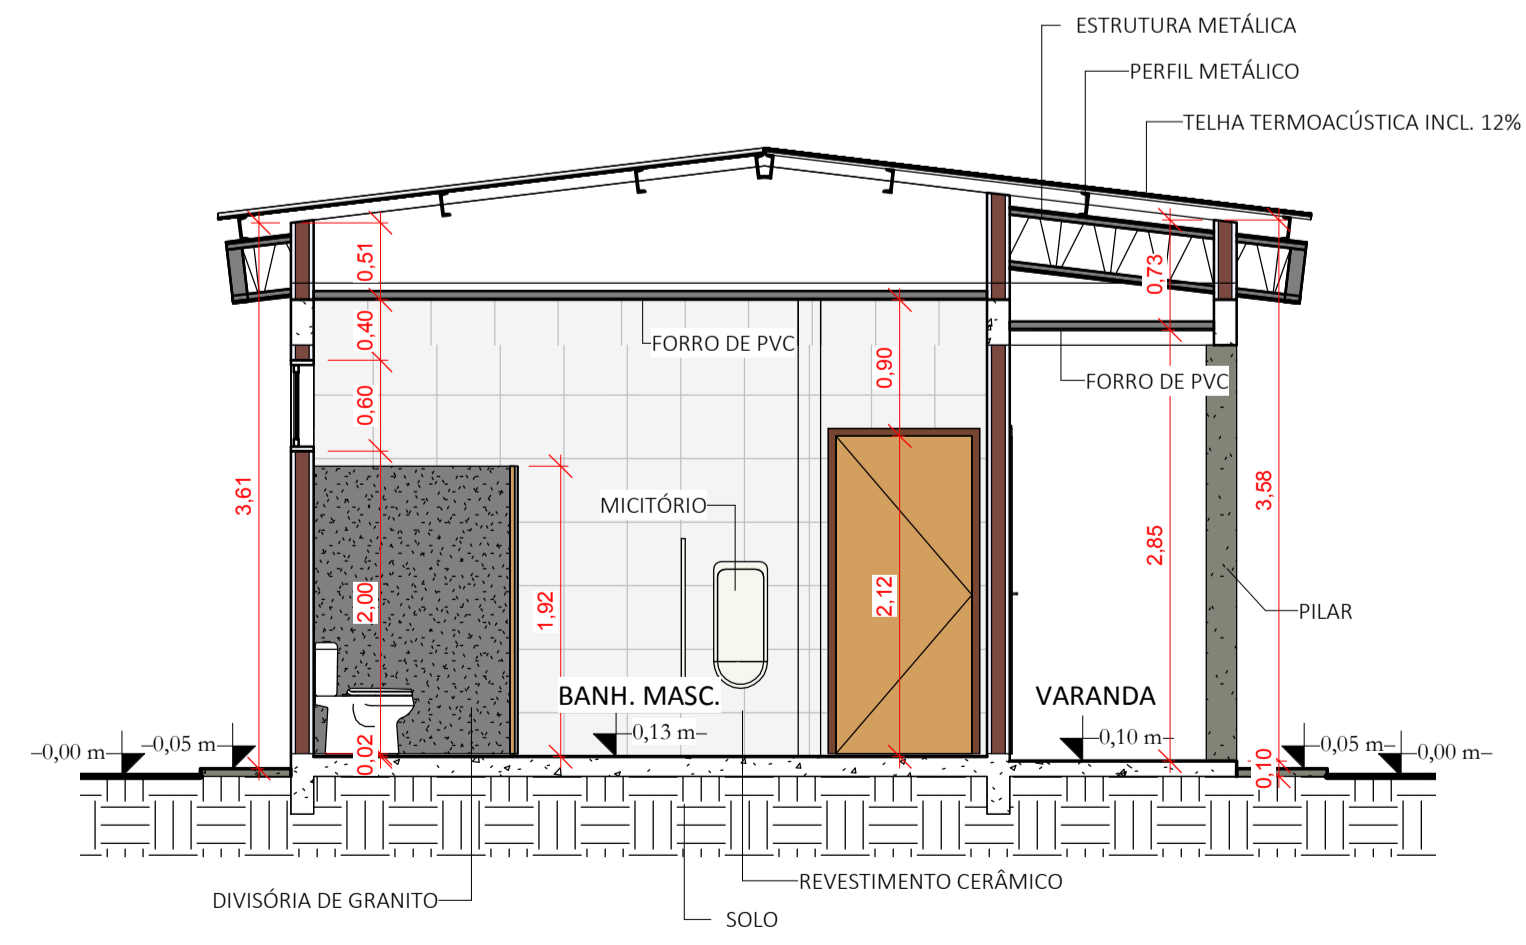 ESTRUTURA METÁLICA
PERFIL METÁLICO
TELHA TERMOACÚSTICA INCL. 12%
0,51
0,73
0,40
FORRO DE PVC
0,90
FORRO DE PVC
0,60
3,61
MICITÓRIO
3,58
2,85
2,00
1,92
2,12
PILAR
BANH. MASC.
VARANDA
0,13 m
0,10 m
0,00 m
0,05 m
0,02
0,05 m
0,00 m
0,10
DIVISÓRIA DE GRANITO
REVESTIMENTO CERÂMICO
SOLO